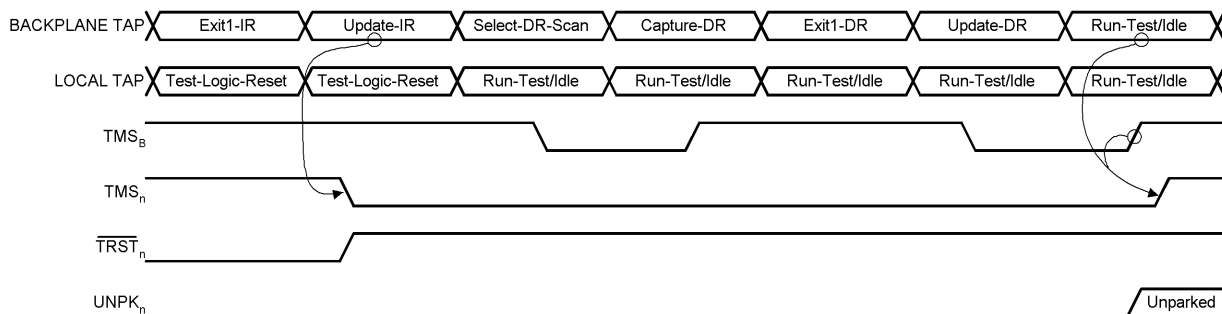 BACKPLANE TAP Exit1-IR Update-IR Select-DR-Scan Capture-DR Exit1-DR Update-DR Run-Test/Idle
LOCAL TAP Test-Logic-Reset Test-Logic-Reset Run-Test/Idle Run-Test/Idle Run-Test/Idle Run-Test/Idle Run-Test/Idle
TMSB
TMSn
TRSTn
UNPKn Unparked